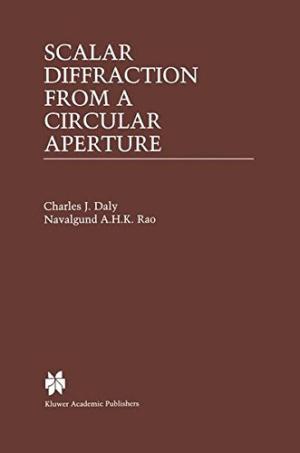 SCALAR
DIFFRACTION
FROM A
CIRCULAR
APERTURE
Charles J. Daly
Navalgund A.H.K. Rao
Kluwer Academic Publishers